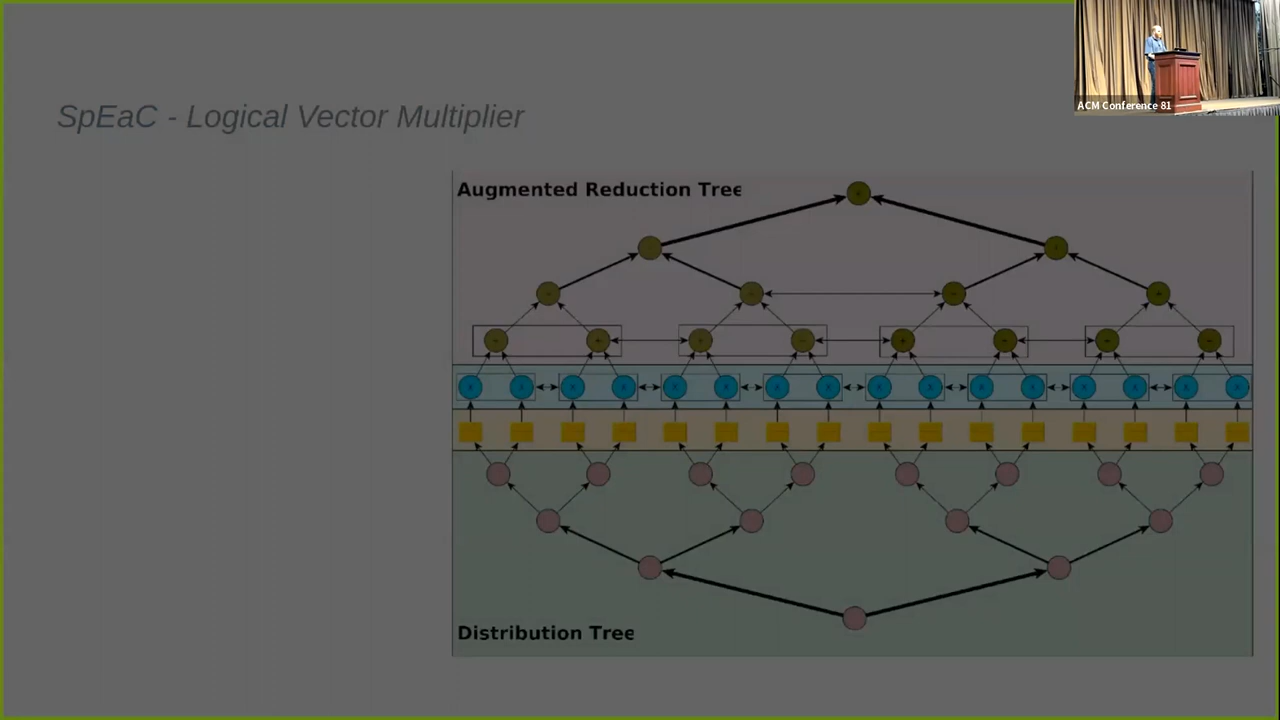 ACM Conference 81
SpEaC - Logical Vector Multiplier
Augmented Reduction Tree
Distribution Tree